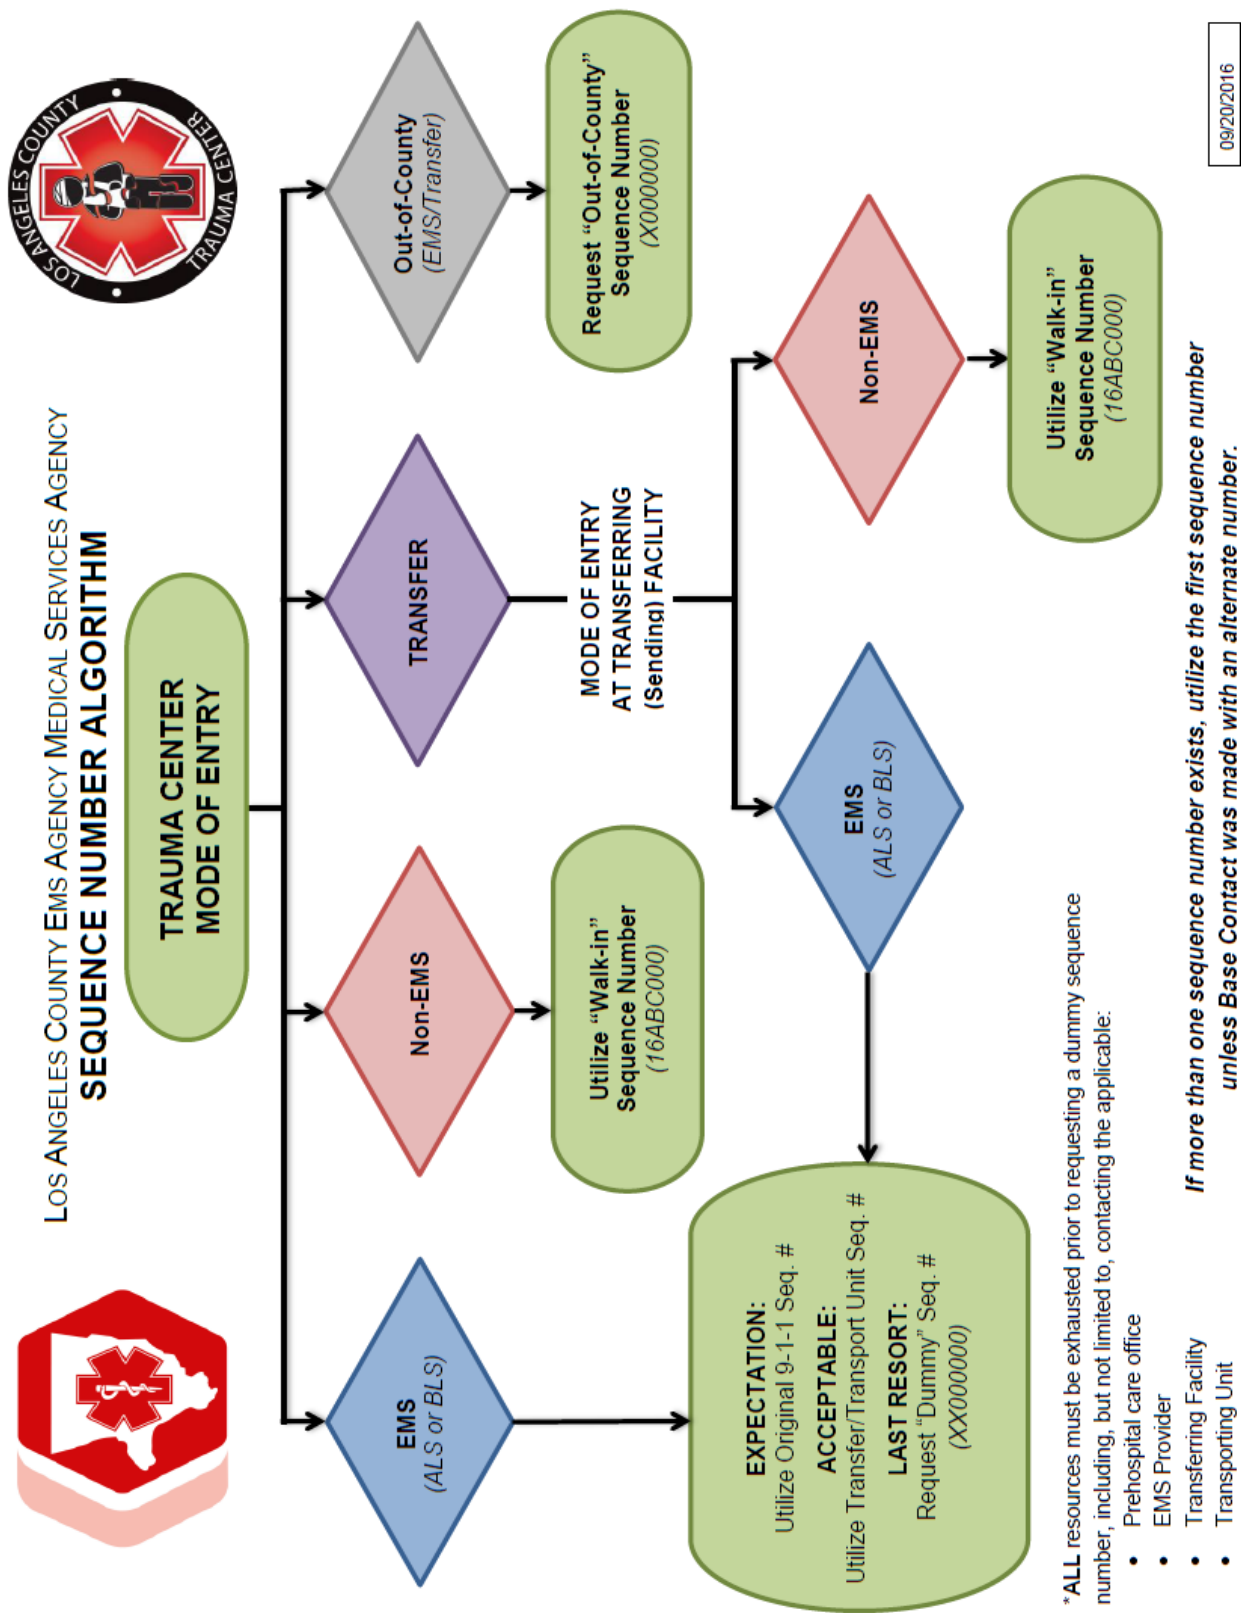 LOS ANGELES COUNTY EMS AGENCY MEDICAL SERVICES AGENCY
SEQUENCE NUMBER ALGORITHM
LOS ANGELES COUNTY
TRAUMA CENTER
TRAUMA CENTER
MODE OF ENTRY
EMS
(ALS or BLS)
Non-EMS
TRANSFER
Out-of-County
(EMS/Transfer)
Utilize “Walk-in”
Sequence Number
(16ABC000)
MODE OF ENTRY
AT TRANSFERRING
(Sending) FACILITY
Request “Out-of-County”
Sequence Number
(X000000)
EXPECTATION:
Utilize Original 9-1-1 Seq. #
ACCEPTABLE:
Utilize Transfer/Transport Unit Seq. #
LAST RESORT:
Request “Dummy” Seq. #
(XX000000)
EMS
(ALS or BLS)
Non-EMS
Utilize “Walk-in”
Sequence Number
(16ABC000)
*ALL resources must be exhausted prior to requesting a dummy sequence
number, including, but not limited to, contacting the applicable:
• Prehospital care office
• EMS Provider
• Transferring Facility
• Transporting Unit
If more than one sequence number exists, utilize the first sequence number
unless Base Contact was made with an alternate number.
09/20/2016